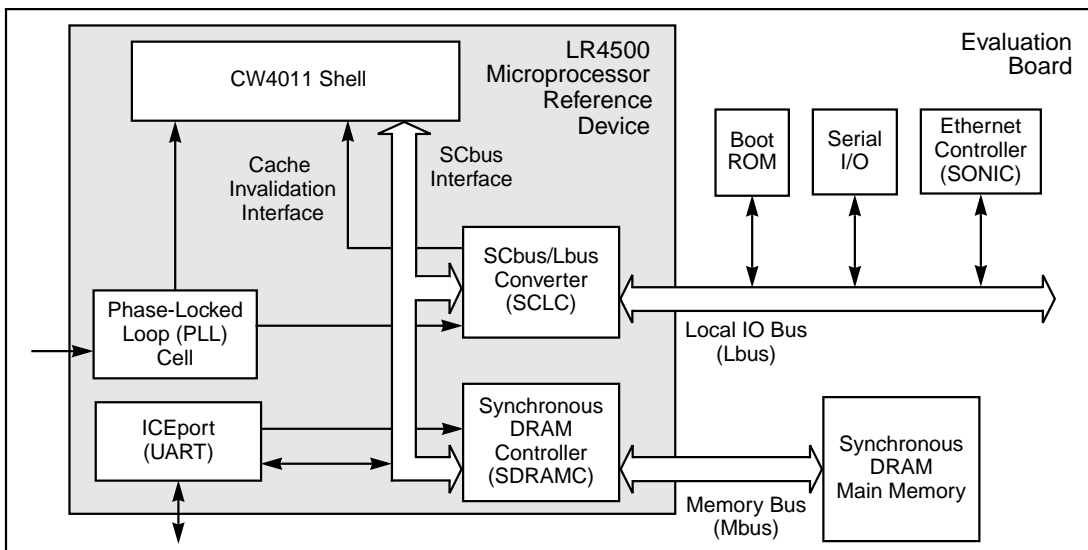 LR4500
Microprocessor
Reference
Device
Evaluation
Board
CW4011 Shell
Cache
Invalidation
Interface
SCbus
Interface
Boot
ROM
Serial
I/O
Ethernet
Controller
(SONIC)
SCbus/Lbus
Converter
(SCLC)
Phase-Locked
Loop (PLL)
Cell
Local IO Bus
(Lbus)
ICEport
(UART)
Synchronous
DRAM
Controller
(SDRAMC)
Synchronous
DRAM
Main Memory
Memory Bus
(Mbus)